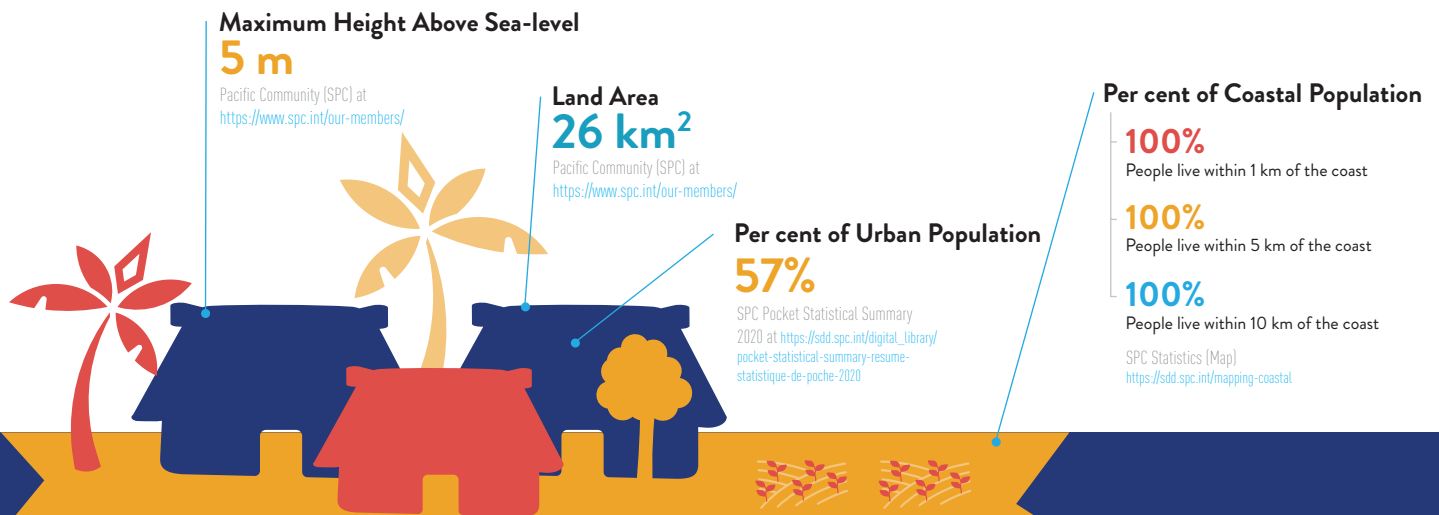 Maximum Height Above Sea-level
5 m
Pacific Community (SPC) at
https://www.spc.int/our-members/
Land Area
26 km²
Pacific Community (SPC) at
https://www.spc.int/our-members/
Per cent of Urban Population
57%
SPC Pocket Statistical Summary
2020 at https://sdd.spc.int/digital_library/
pocket-statistical-summary-resume-
statistique-de-poche-2020
Per cent of Coastal Population
100%
People live within 1 km of the coast
100%
People live within 5 km of the coast
100%
People live within 10 km of the coast
SPC Statistics (Map)
https://sdd.spc.int/mapping-coastal